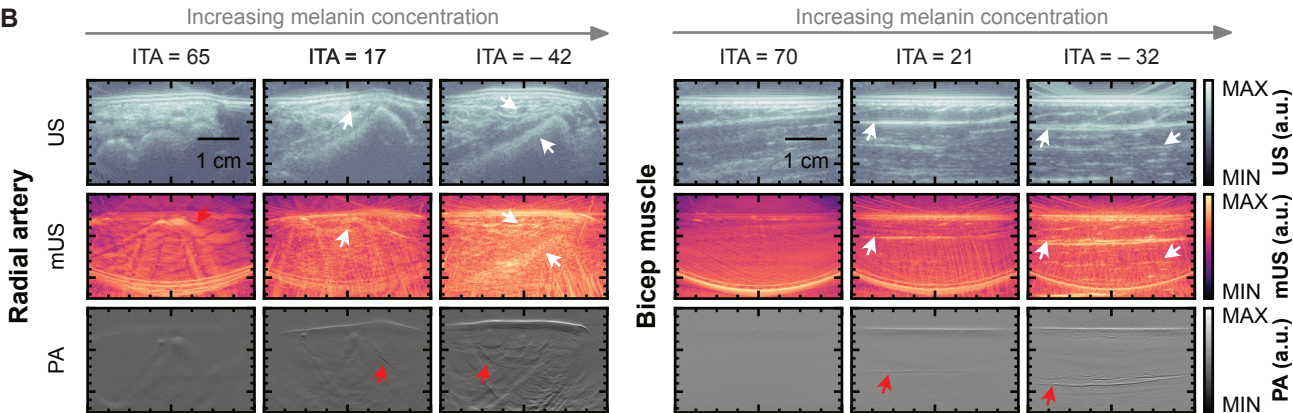 B
Increasing melanin concentration
Increasing melanin concentration
ITA = 65
ITA = 17
ITA = – 42
ITA = 70
ITA = 21
ITA = – 32
Radial artery
US
1 cm
mUS
PA
Bicep muscle
1 cm
MAX
MIN
US (a.u.)
MAX
MIN
mUS (a.u.)
MAX
MIN
PA (a.u.)